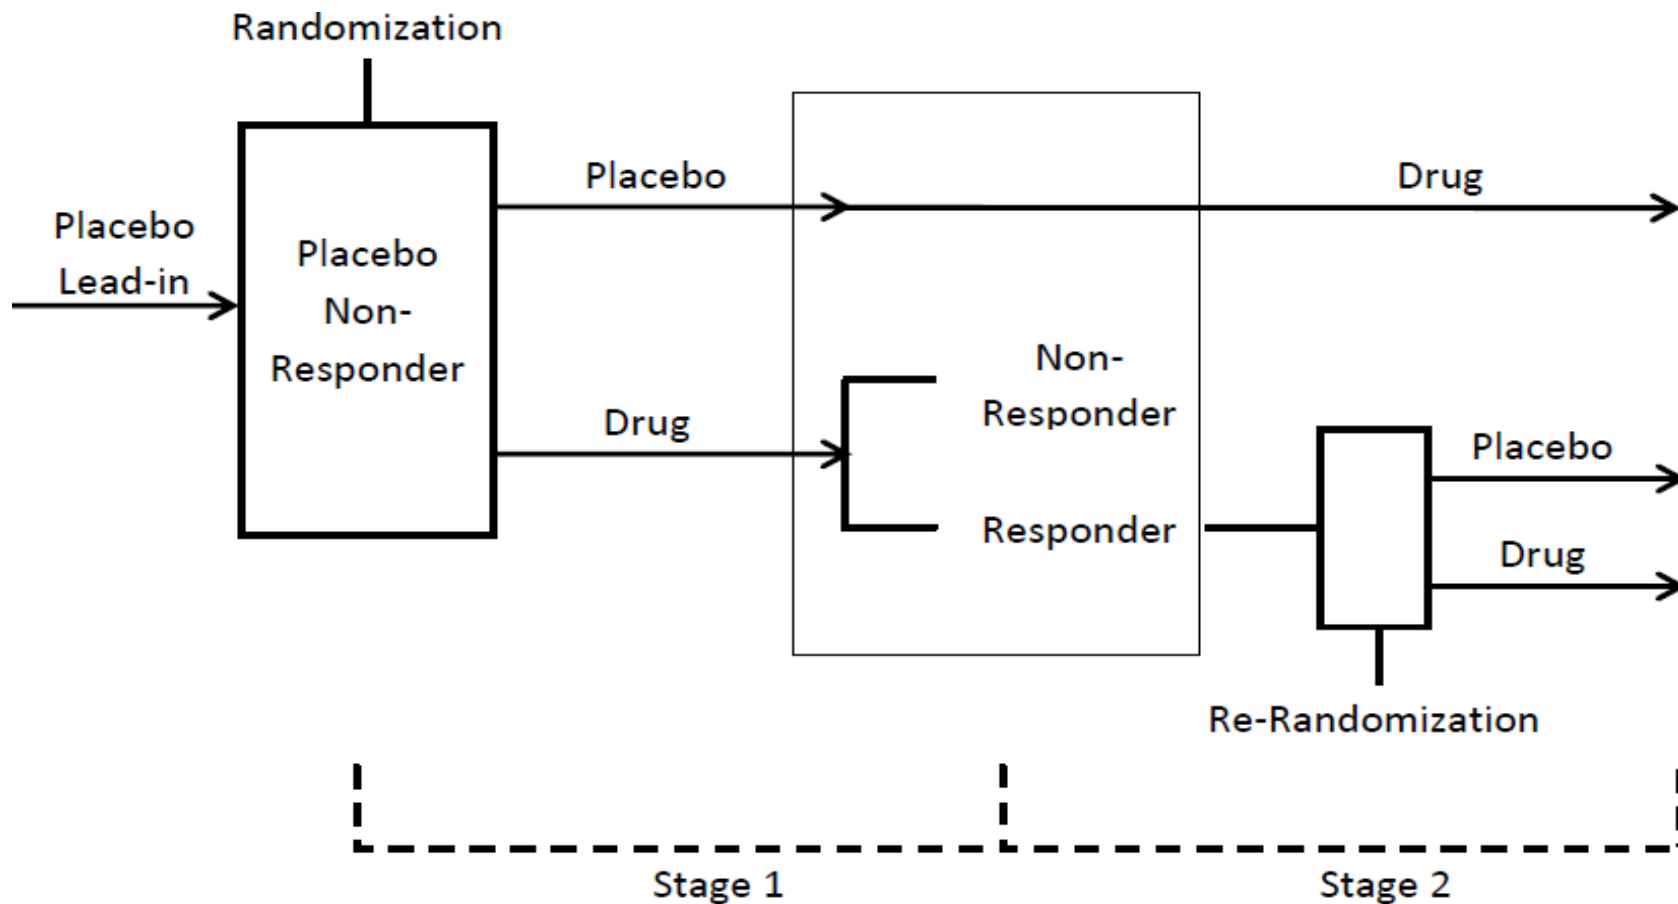 Randomization
Placebo
Lead-in
Placebo
Non-
Responder
Placebo
Drug
Non-
Responder
Responder
Drug
Placebo
Drug
Re-Randomization
Stage 1
Stage 2